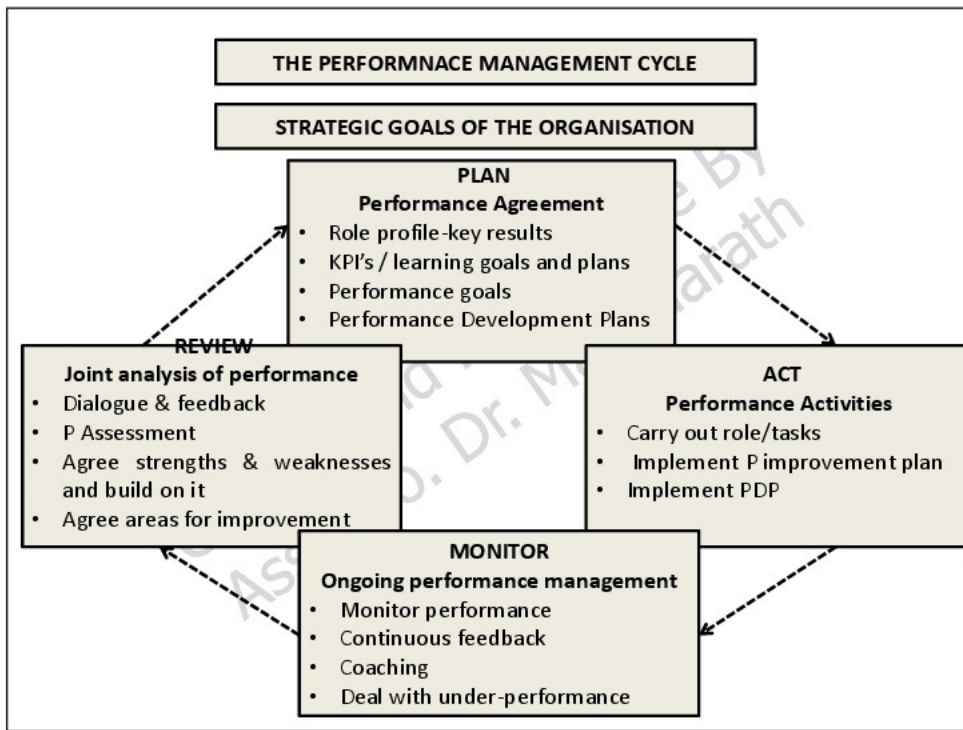 THE PERFORMNACE MANAGEMENT CYCLE
STRATEGIC GOALS OF THE ORGANISATION
PLAN
Performance Agreement
• Role profile-key results
• KPI's / learning goals and plans
• Performance goals
• Performance Development Plans
REVIEW
Joint analysis of performance
• Dialogue & feedback
• P Assessment
• Agree strengths & weaknesses
and build on it
• Agree areas for improvement
ACT
Performance Activities
• Carry out role/tasks
• Implement P improvement plan
• Implement PDP
MONITOR
Ongoing performance management
• Monitor performance
• Continuous feedback
• Coaching
• Deal with under-performance
By
Dr.